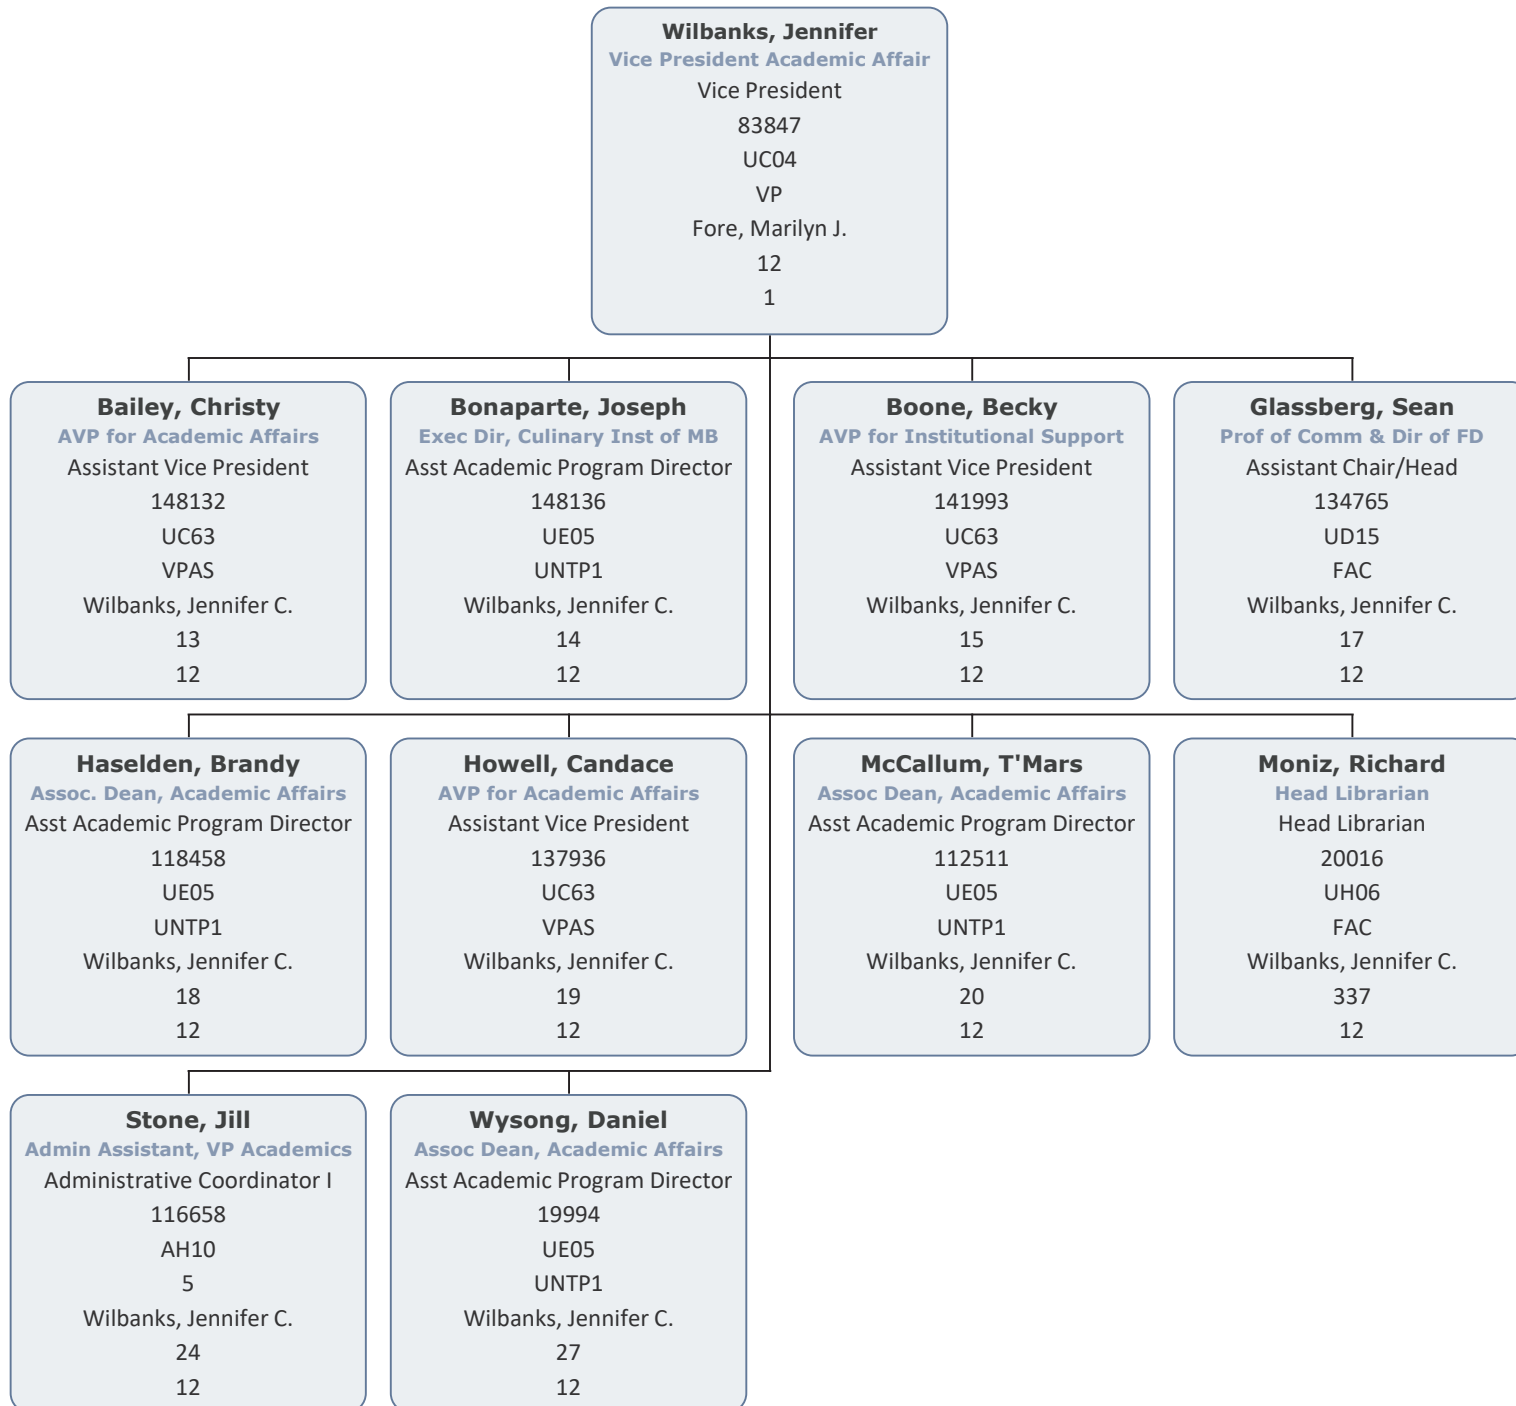 Wilbanks, Jennifer
Vice President Academic Affair
Vice President
83847
UC04
VP
Fore, Marilyn J.
12
1
Bailey, Christy
AVP for Academic Affairs
Assistant Vice President
148132
UC63
VPAS
Wilbanks, Jennifer C.
13
12
Bonaparte, Joseph
Exec Dir, Culinary Inst of MB
Asst Academic Program Director
148136
UE05
UNTP1
Wilbanks, Jennifer C.
14
12
Boone, Becky
AVP for Institutional Support
Assistant Vice President
141993
UC63
VPAS
Wilbanks, Jennifer C.
15
12
Glassberg, Sean
Prof of Comm & Dir of FD
Assistant Chair/Head
134765
UD15
FAC
Wilbanks, Jennifer C.
17
12
Haselden, Brandy
Assoc. Dean, Academic Affairs
Asst Academic Program Director
118458
UE05
UNTP1
Wilbanks, Jennifer C.
18
12
Howell, Candace
AVP for Academic Affairs
Assistant Vice President
137936
UC63
VPAS
Wilbanks, Jennifer C.
19
12
McCallum, T'Mars
Assoc Dean, Academic Affairs
Asst Academic Program Director
112511
UE05
UNTP1
Wilbanks, Jennifer C.
20
12
Moniz, Richard
Head Librarian
Head Librarian
20016
UH06
FAC
Wilbanks, Jennifer C.
337
12
Stone, Jill
Admin Assistant, VP Academics
Administrative Coordinator I
116658
AH10
5
Wilbanks, Jennifer C.
24
12
Wysong, Daniel
Assoc Dean, Academic Affairs
Asst Academic Program Director
19994
UE05
UNTP1
Wilbanks, Jennifer C.
27
12